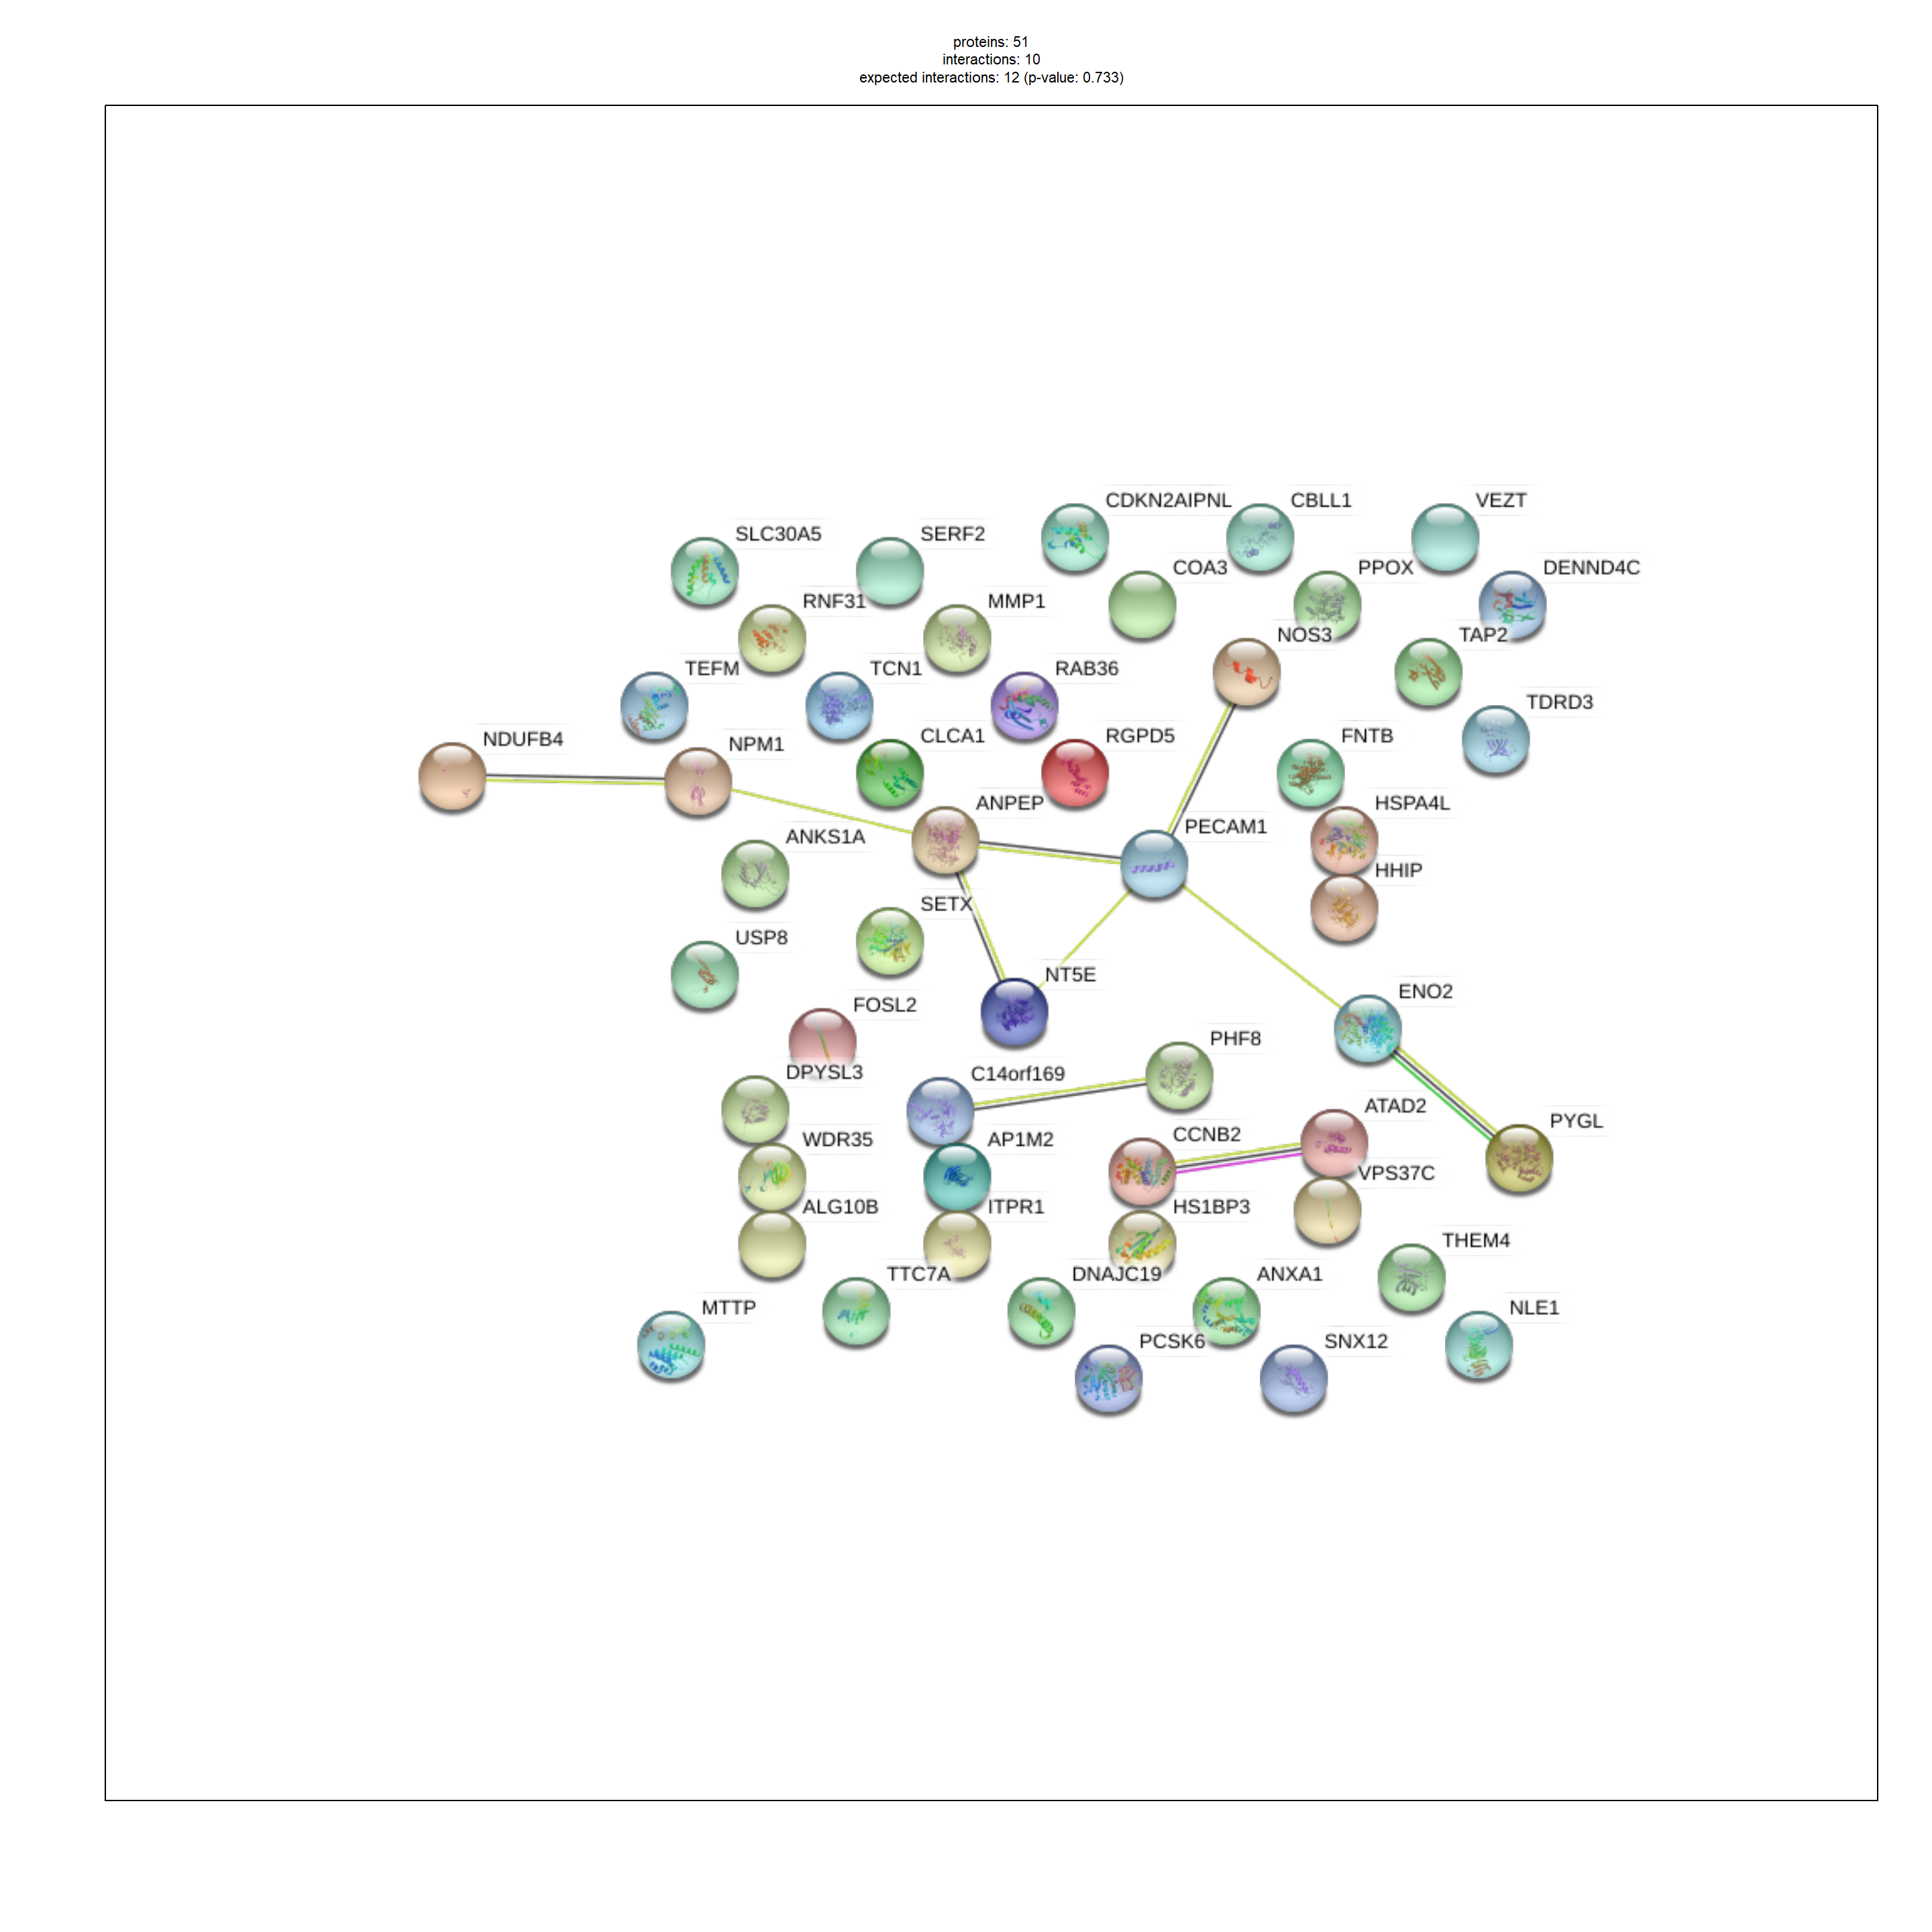 proteins: 51
interactions: 10
expected interactions: 12 (p-value: 0.733)
CDKN2AIPNL
CBLL1
VEZT
SLC30A5
SERF2
COA3
PPOX
DENND4C
RNF31
MMP1
NOS3
TAP2
TEFM
TCN1
RAB36
TDRD3
NDUFB4
NPM1
CLCA1
RGPD5
FNTB
ANPEP
HSPA4L
PECAM1
ANKS1A
HHIP
SETX
USP8
NT5E
ENO2
FOSL2
PHF8
DPYSL3
C14orf169
ATAD2
PYGL
WDR35
AP1M2
CCNB2
VPS37C
ALG10B
ITPR1
HS1BP3
THEM4
TTC7A
DNAJC19
ANXA1
MTTP
NLE1
PCSK6
SNX12